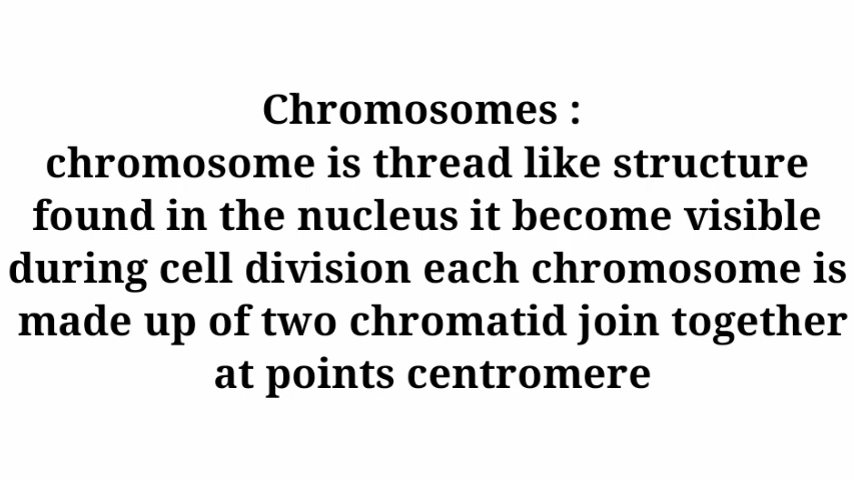 Chromosomes :
chromosome is thread like structure
found in the nucleus it become visible
during cell division each chromosome is
made up of two chromatid join together
at points centromere